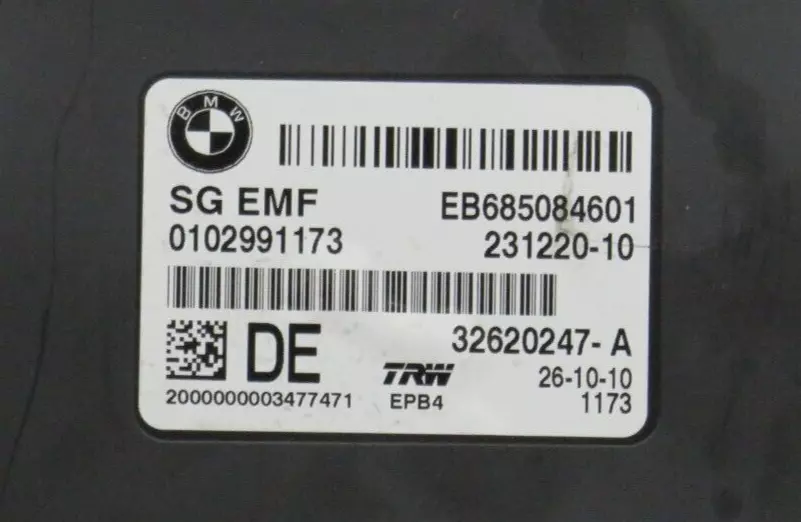 BMW
SG EMF EB685084601
0102991173 231220-10
DE 32620247-A
TRW 26-10-10
2000000003477471 EPB4 1173